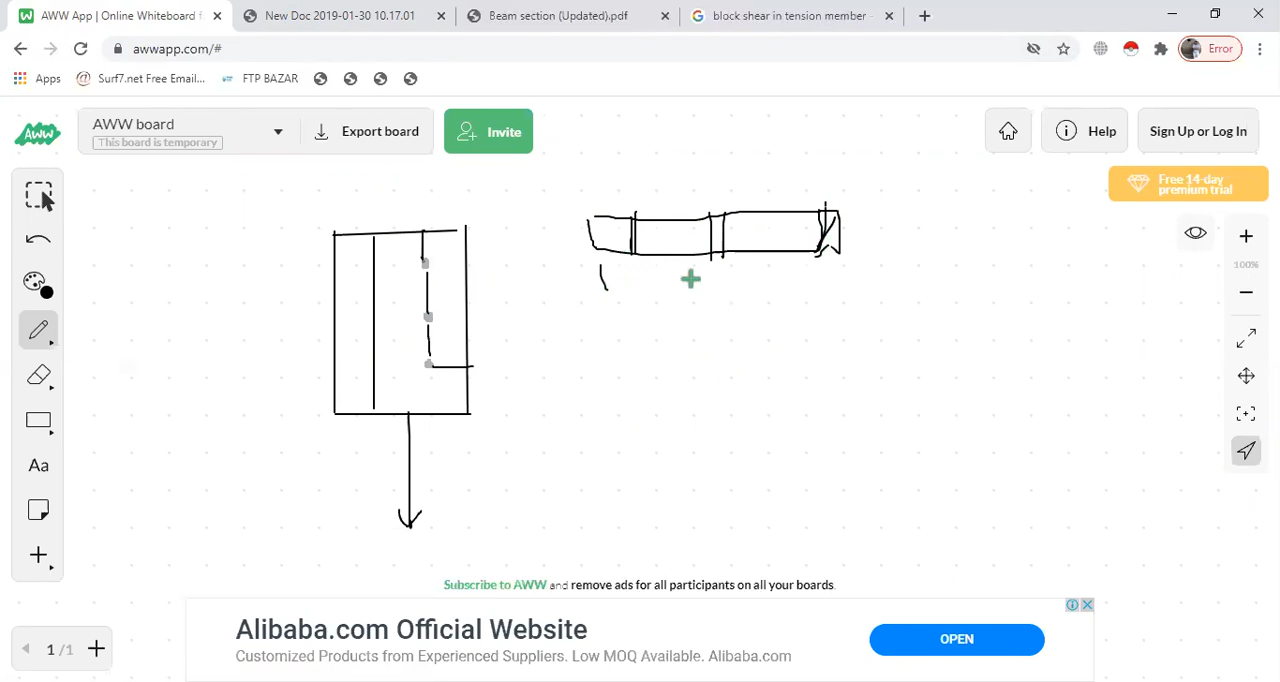 AWW App | Online Whiteboard f
New Doc 2019-01-30 10.17.01
Beam section (Updated).pdf
block shear in tension member -
awwapp.com/#
Error
Apps
Surf7.net Free Email...
FTP BAZAR
AWW
AWW board
This board is temporary
Export board
Invite
Help
Sign Up or Log In
Free 14-day
premium trial
100%
Aa
Subscribe to AWW and remove ads for all participants on all your boards.
Alibaba.com Official Website
Customized Products from Experienced Suppliers. Low MOQ Available. Alibaba.com
OPEN
1/1